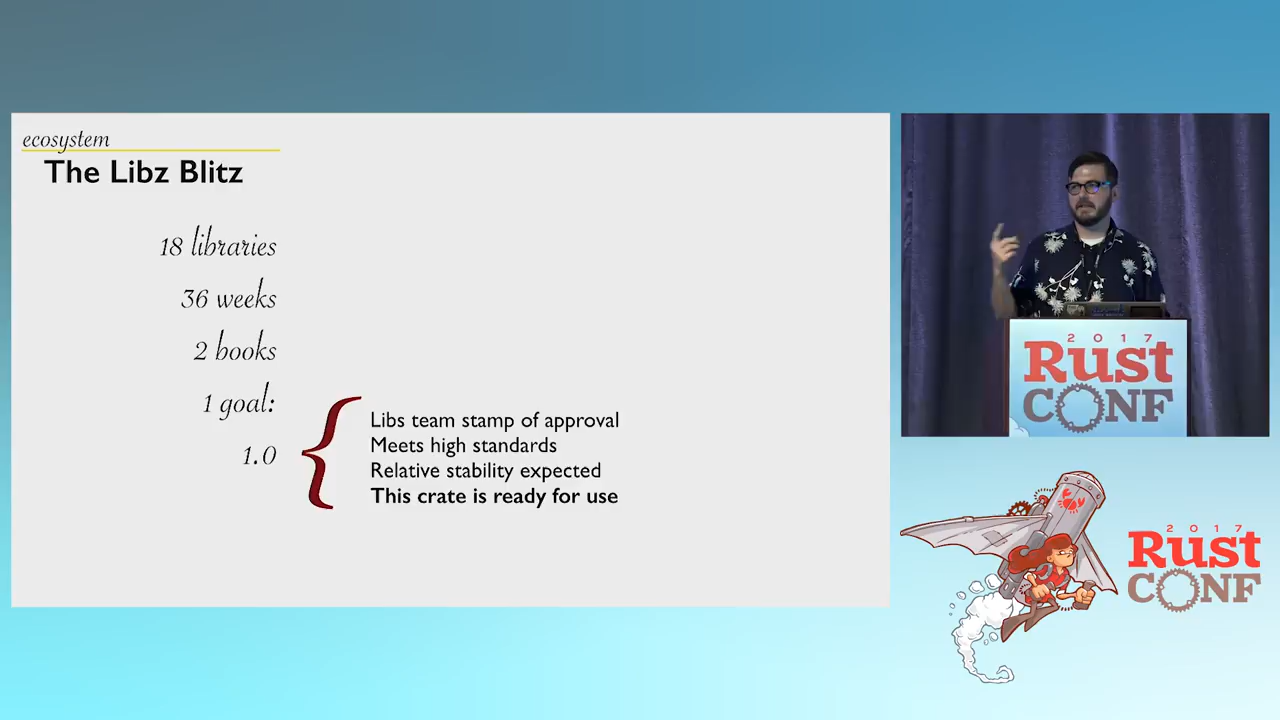 ecosystem
The Libz Blitz
18 libraries
36 weeks
2 books
1 goal:
1.0
Libs team stamp of approval
Meets high standards
Relative stability expected
This crate is ready for use
2017
Rust
CONF
2017
Rust
CONF